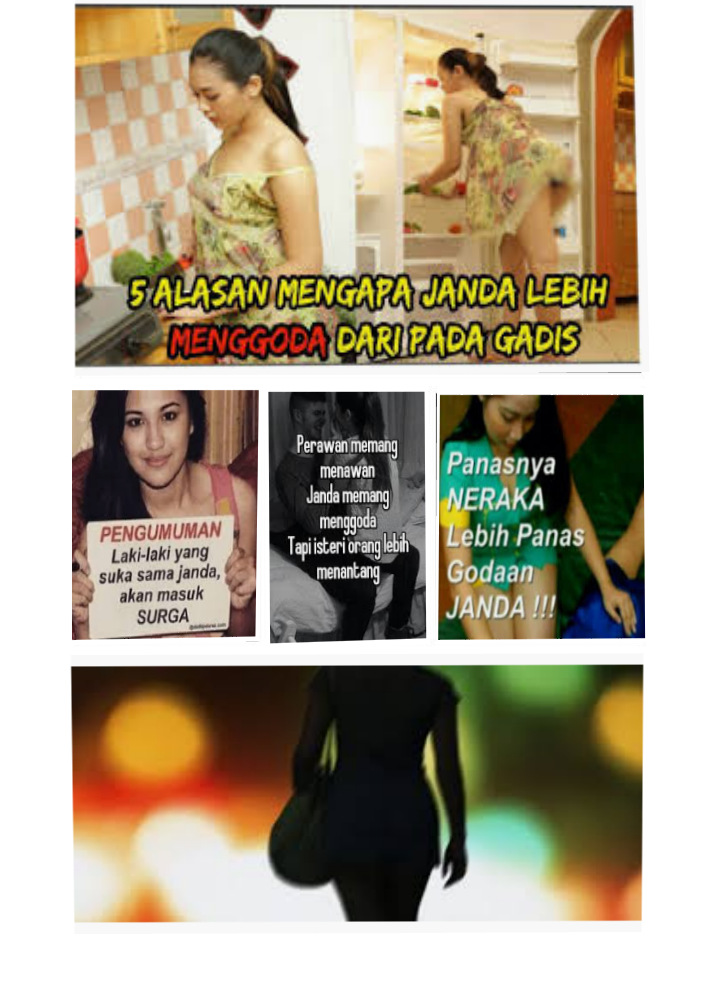 5 ALASAN MENGAPA JANDA LEBIH
MENGGODA DARI PADA GADIS
PENGUMUMAN
Laki-laki yang
suka sama janda,
akan masuk
SURGA
Perawan memang
menawan
Janda memang
menggoda
Tapi isteri orang lebih
menantang
Panasnya
NERAKA
Lebih Panas
Godaan
JANDA !!!